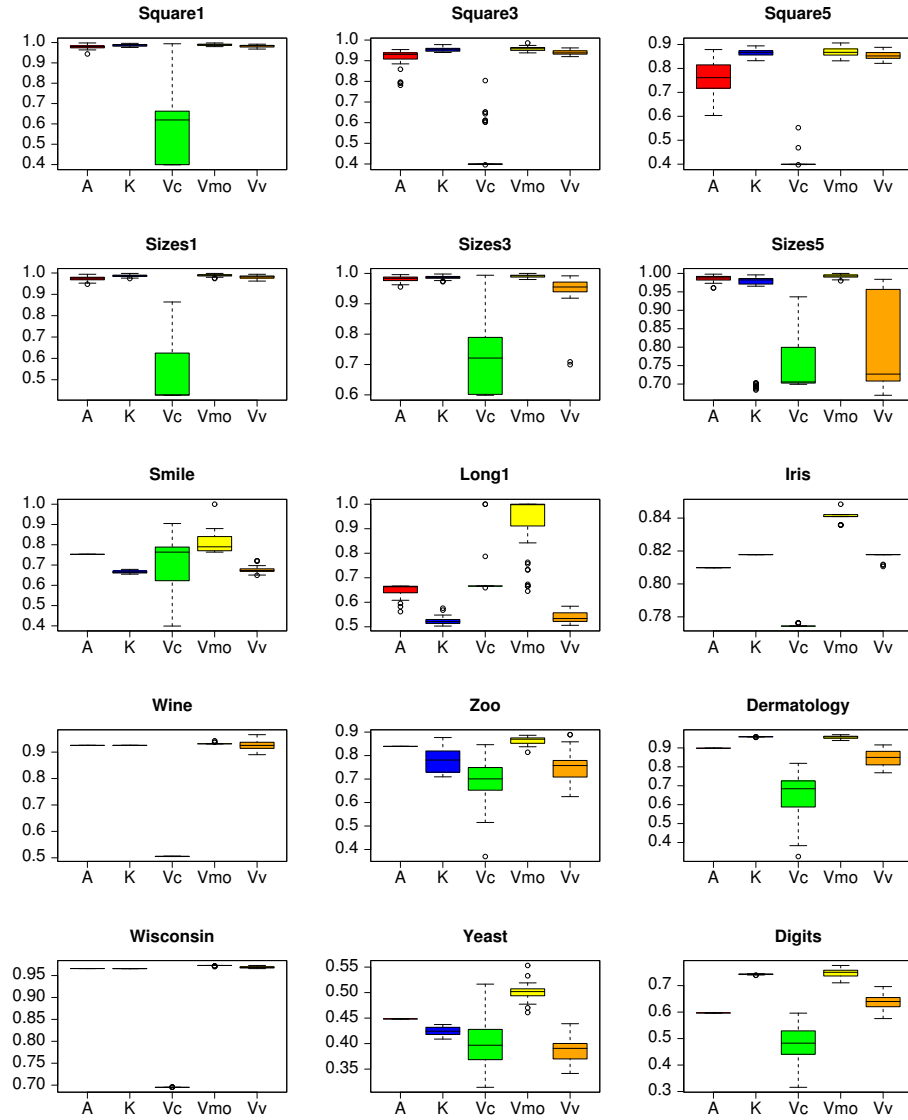 Square1 Square3 Square5
1.0 0.9 0.8 0.7 0.6 0.5 0.4
1.0 0.9 0.8 0.7 0.6 0.5 0.4
0.9 0.8 0.7 0.6 0.5 0.4
A K Vc Vmo Vv A K Vc Vmo Vv A K Vc Vmo Vv
Sizes1 Sizes3 Sizes5
1.0 0.9 0.8 0.7 0.6 0.5
1.0 0.9 0.8 0.7 0.6
1.00 0.95 0.90 0.85 0.80 0.75 0.70
A K Vc Vmo Vv A K Vc Vmo Vv A K Vc Vmo Vv
Smile Long1 Iris
1.0 0.9 0.8 0.7 0.6 0.5 0.4
1.0 0.9 0.8 0.7 0.6 0.5
0.84 0.82 0.80 0.78
A K Vc Vmo Vv A K Vc Vmo Vv A K Vc Vmo Vv
Wine Zoo Dermatology
0.9 0.8 0.7 0.6 0.5
0.9 0.8 0.7 0.6 0.5 0.4
0.9 0.8 0.7 0.6 0.5 0.4
A K Vc Vmo Vv A K Vc Vmo Vv A K Vc Vmo Vv
Wisconsin Yeast Digits
0.95 0.90 0.85 0.80 0.75 0.70
0.55 0.50 0.45 0.40 0.35
0.7 0.6 0.5 0.4 0.3
A K Vc Vmo Vv A K Vc Vmo Vv A K Vc Vmo Vv